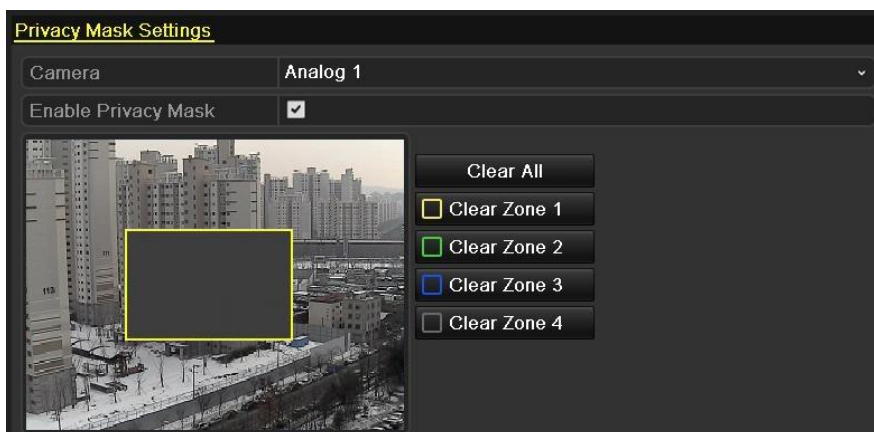 Privacy Mask Settings
Camera Analog 1
Enable Privacy Mask
Clear All
Clear Zone 1
Clear Zone 2
Clear Zone 3
Clear Zone 4
113